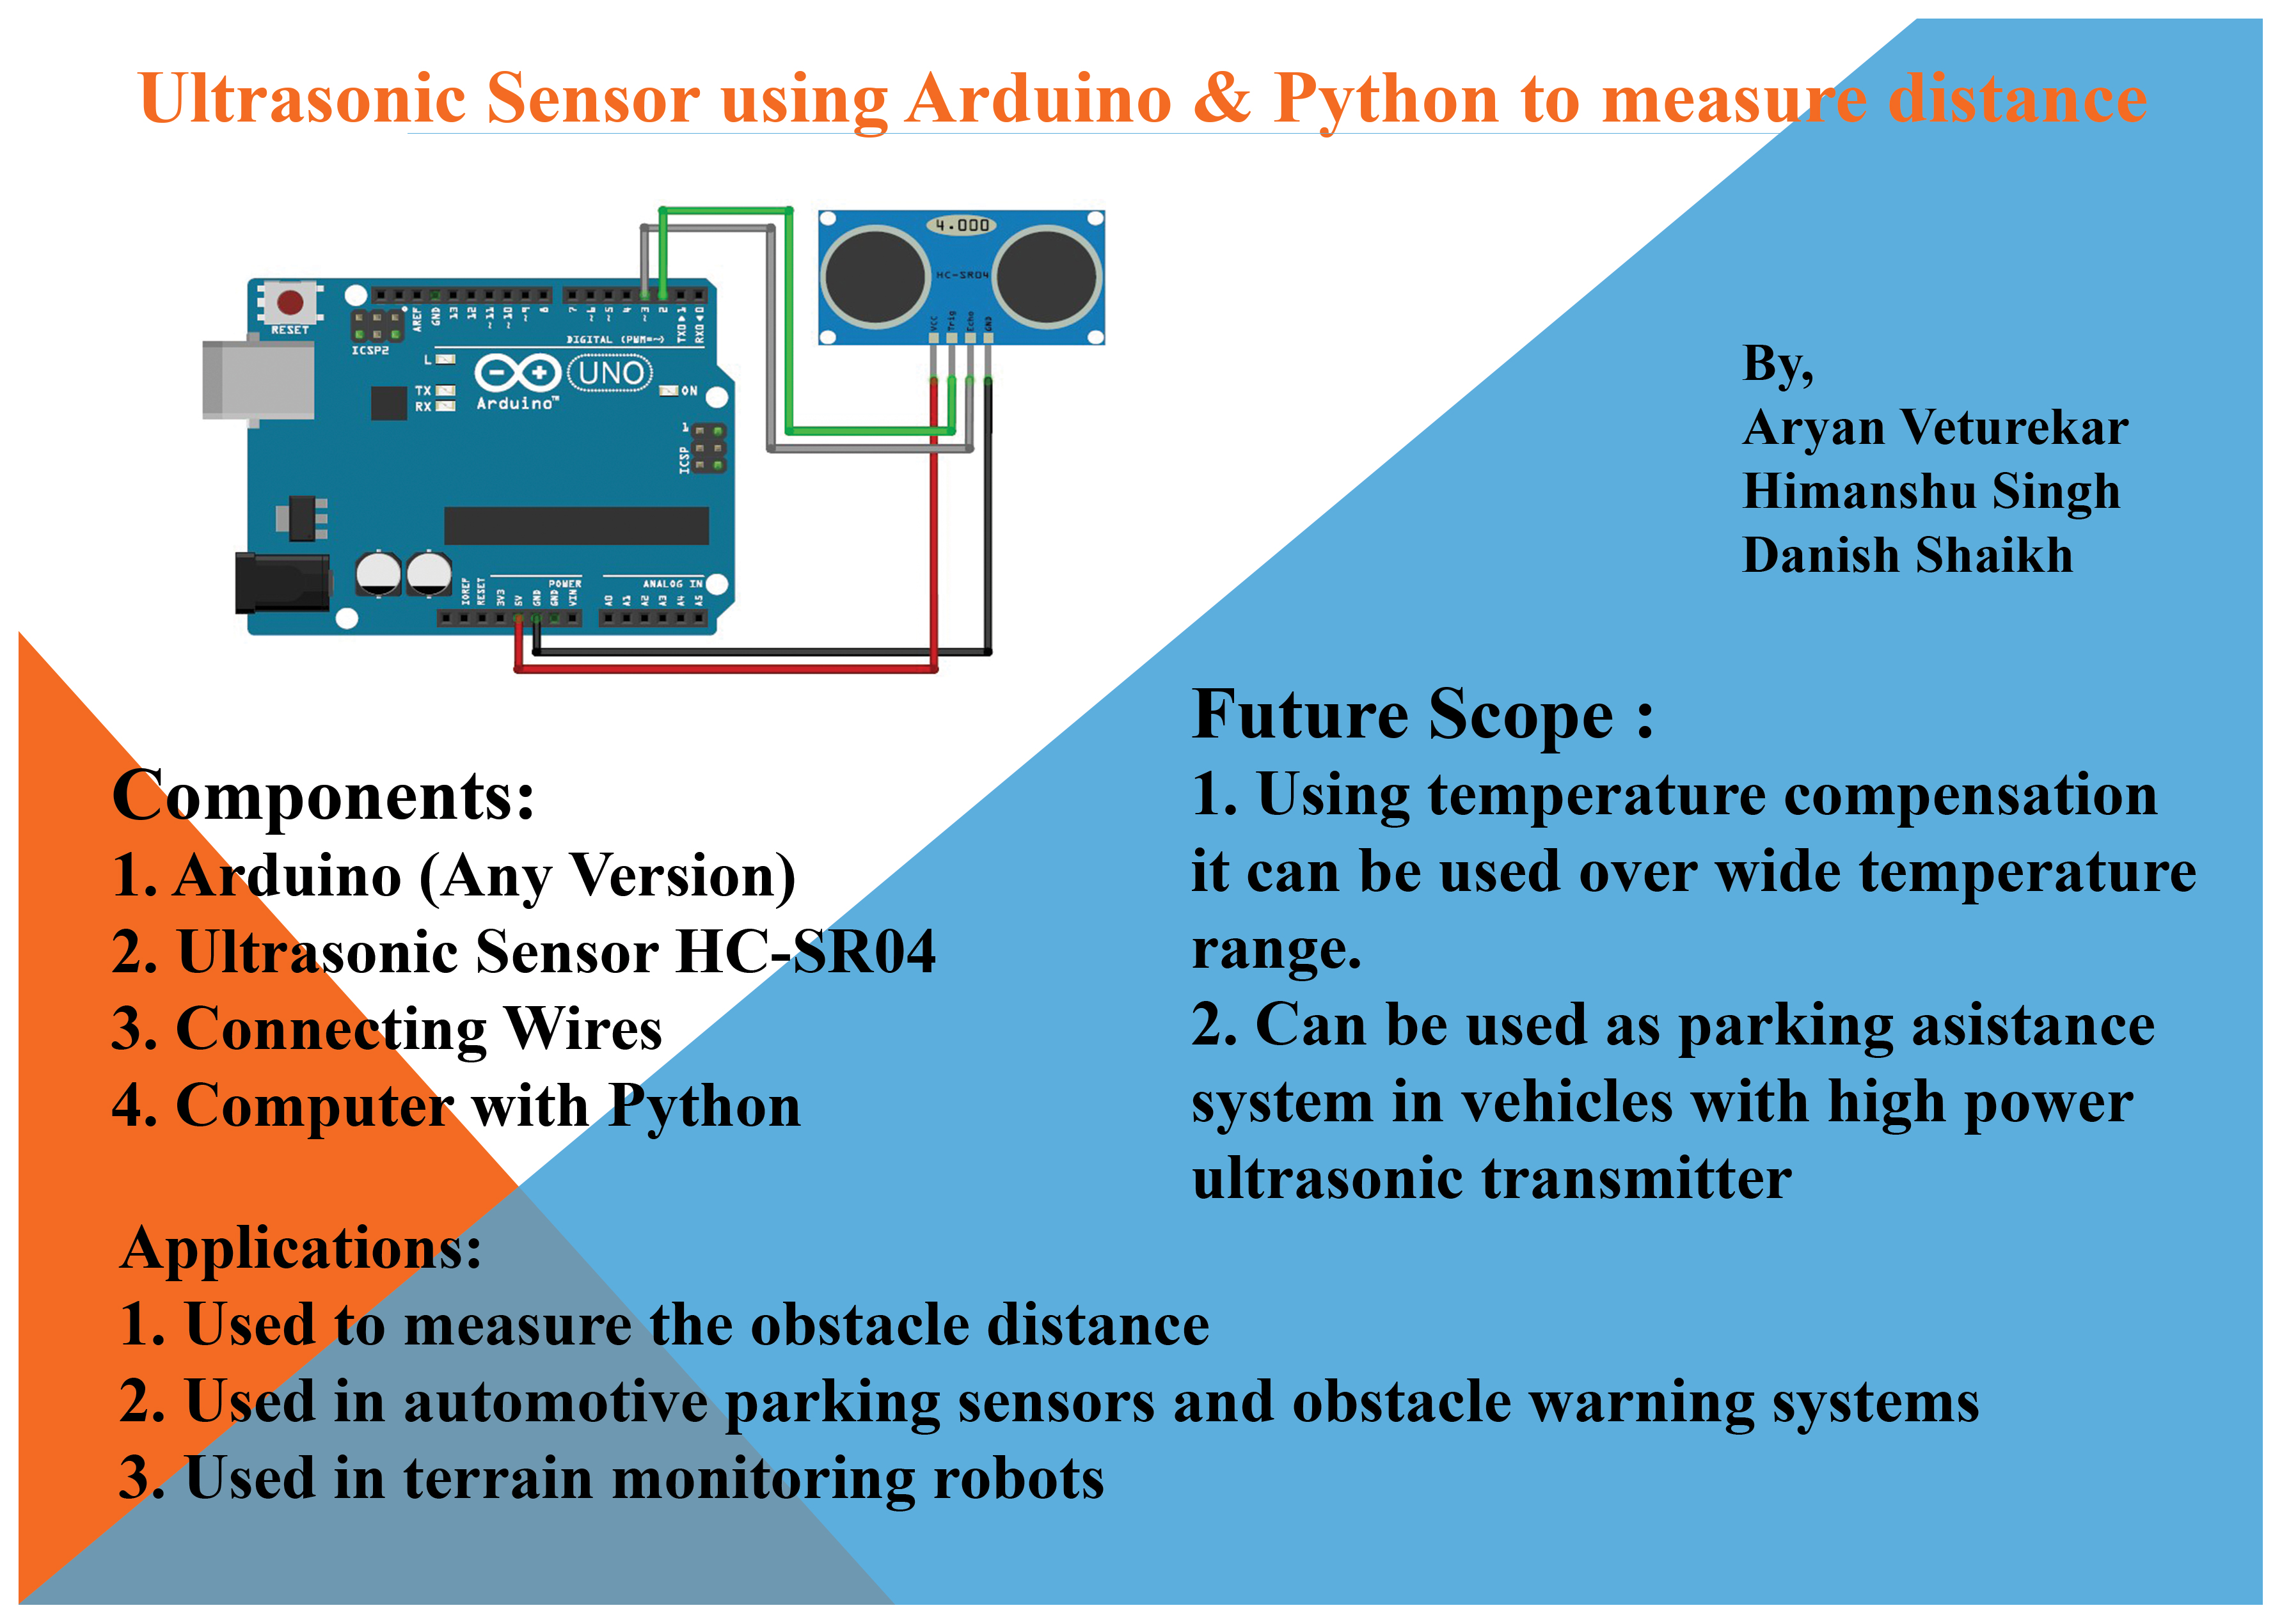 Ultrasonic Sensor using Arduino & Python to measure distance
4.000
HC-SR04
VCC
Trig
Echo
GND
RESET
ICSP2
AREF
GND
13
12
~11
~10
~9
8
7
~6
~5
4
~3
2
TX0▶1
RX0◀0
DIGITAL (PWM=~)
L
TX
RX
UNO
Arduino™
ON
1
ICSP
IOREF
RESET
3V3
5V
GND
GND
VIN
POWER
ANALOG IN
A0
A1
A2
A3
A4
A5
By,
Aryan Veturekar
Himanshu Singh
Danish Shaikh
Components:
1. Arduino (Any Version)
2. Ultrasonic Sensor HC-SR04
3. Connecting Wires
4. Computer with Python
Future Scope :
1. Using temperature compensation
it can be used over wide temperature
range.
2. Can be used as parking asistance
system in vehicles with high power
ultrasonic transmitter
Applications:
1. Used to measure the obstacle distance
2. Used in automotive parking sensors and obstacle warning systems
3. Used in terrain monitoring robots